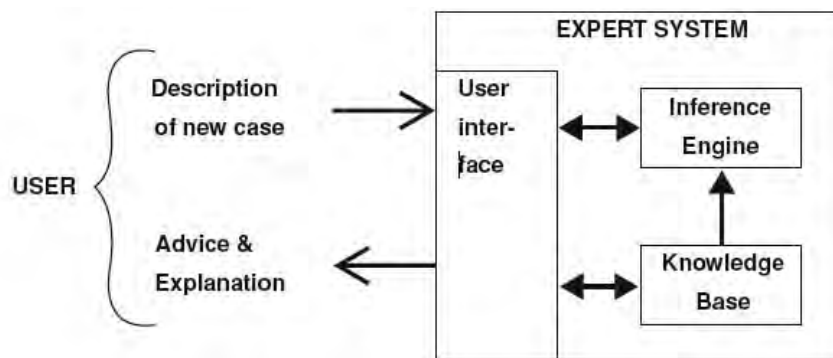 EXPERT SYSTEM
Description
of new case
User
inter-
face
Inference
Engine
USER
Advice &
Explanation
Knowledge
Base